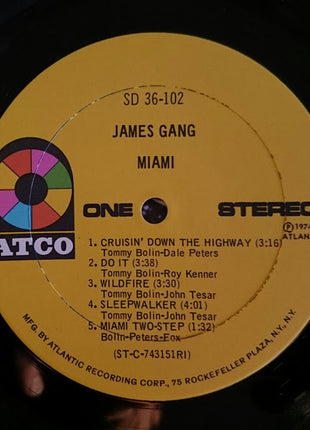 SD 36-102
JAMES GANG
MIAMI
ATCO
ONE
STEREO
℗ 1974
ATLAN
1. CRUISIN' DOWN THE HIGHWAY (3:16)
Tommy Bolin-Dale Peters
2. DO IT (3:38)
Tommy Bolin-Roy Kenner
3. WILDFIRE (3:30)
Tommy Bolin-John Tesar
4. SLEEPWALKER (4:01)
Tommy Bolin-John Tesar
5. MIAMI TWO-STEP (1:32)
Bolin-Peters-Fox
(ST-C-743151RI)
MFG. BY ATLANTIC RECORDING CORP., 75 ROCKEFELLER PLAZA, N.Y., N.Y.